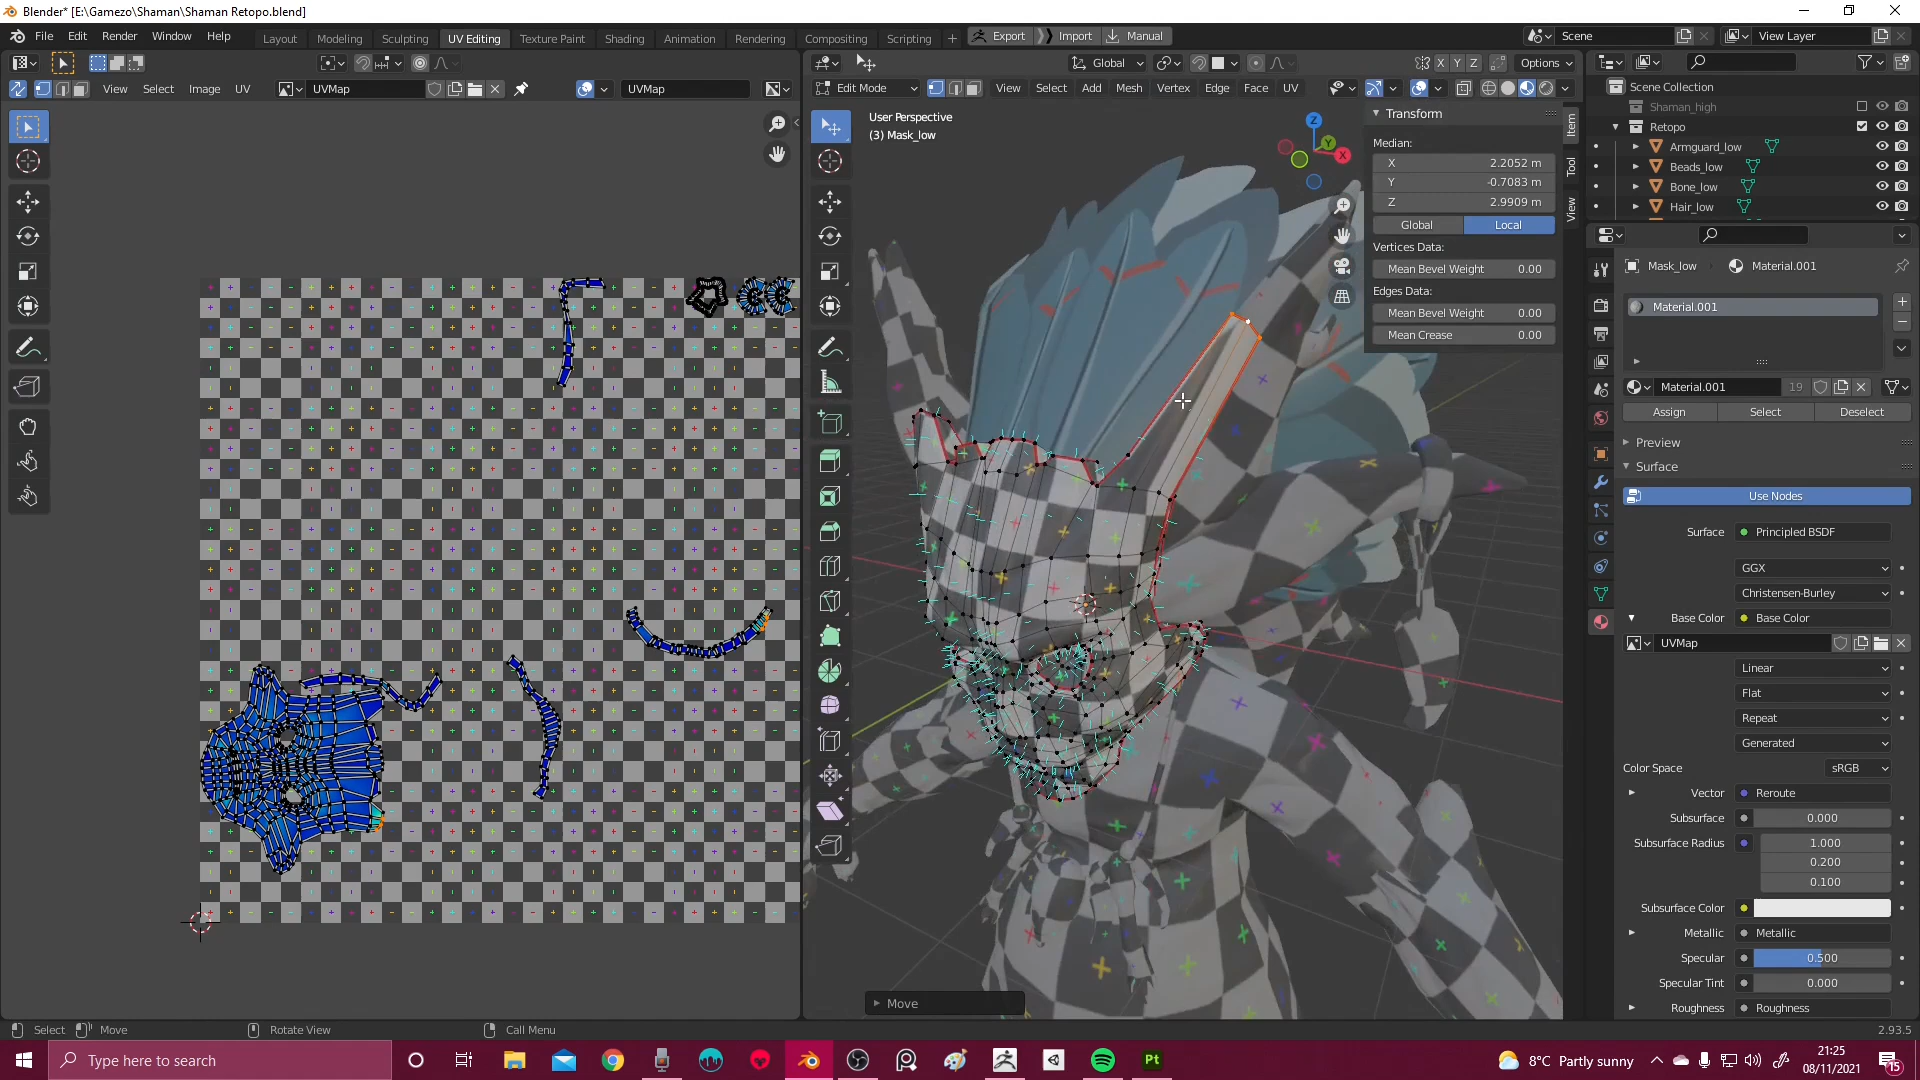 Blender* [E:\Gamezo\Shaman\Shaman Retopo.blend]
File Edit Render Window Help
Layout Modeling Sculpting UV Editing Texture Paint Shading Animation Rendering Compositing Scripting + Export Import Manual
Scene View Layer
Global Options X Y Z
View Select Image UV UVMap UVMap
Edit Mode View Select Add Mesh Vertex Edge Face UV
User Perspective
(3) Mask_low
Z Y X
Transform
Median:
X 2.2052 m
Y -0.7083 m
Z 2.9909 m
Global Local
Vertices Data:
Mean Bevel Weight 0.00
Edges Data:
Mean Bevel Weight 0.00
Mean Crease 0.00
Item
Tool
View
Scene Collection
Shaman_high
Retopo
Armguard_low
Beads_low
Bone_low
Hair_low
Mask_low Material.001
Material.001
Material.001 19
Assign Select Deselect
Preview
Surface
Use Nodes
Surface Principled BSDF
GGX
Christensen-Burley
Base Color Base Color
UVMap
Linear
Flat
Repeat
Generated
Color Space sRGB
Vector Reroute
Subsurface 0.000
Subsurface Radius 1.000
0.200
0.100
Subsurface Color
Metallic Metallic
Specular 0.500
Specular Tint 0.000
Roughness Roughness
Move
Select Move Rotate View Call Menu 2.93.5
Type here to search
Pt
8°C Partly sunny
21:25
08/11/2021
15